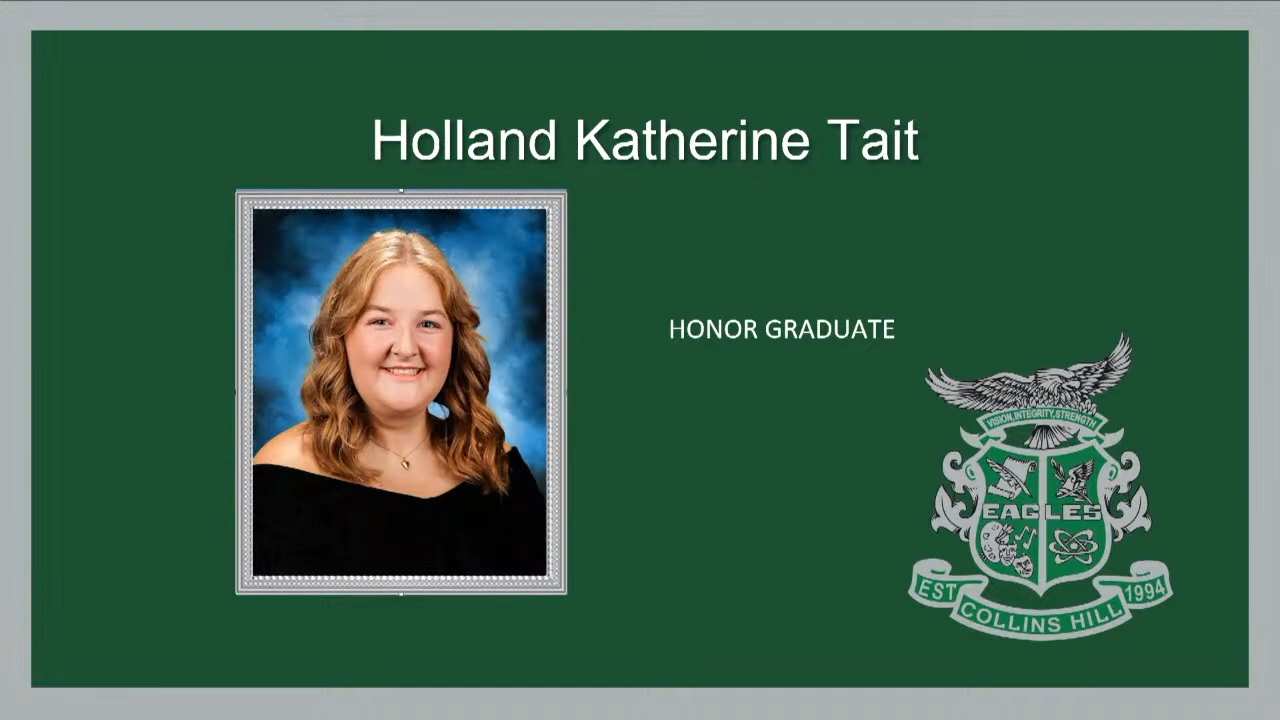 Holland Katherine Tait
HONOR GRADUATE
VISION, INTEGRITY, STRENGTH
EAGLES
EST 1994
COLLINS HILL